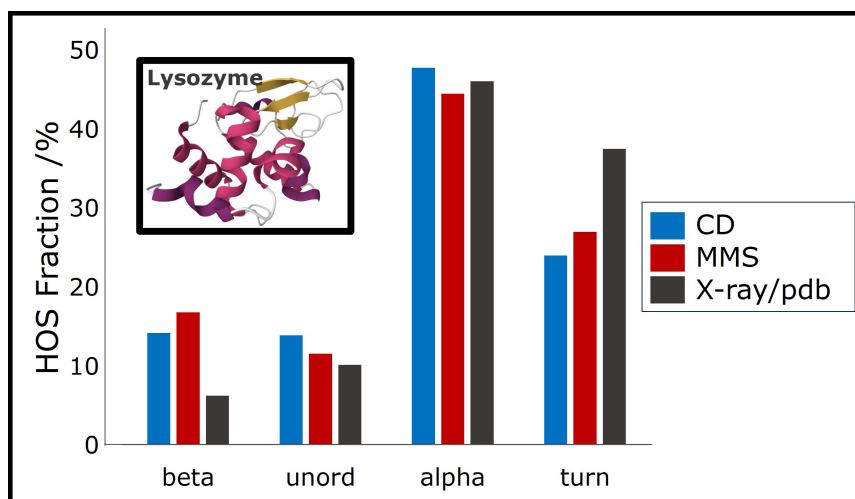 HOS Fraction /%
50
40
30
20
10
0
Lysozyme
CD
MMS
X-ray/pdb
beta unord alpha turn